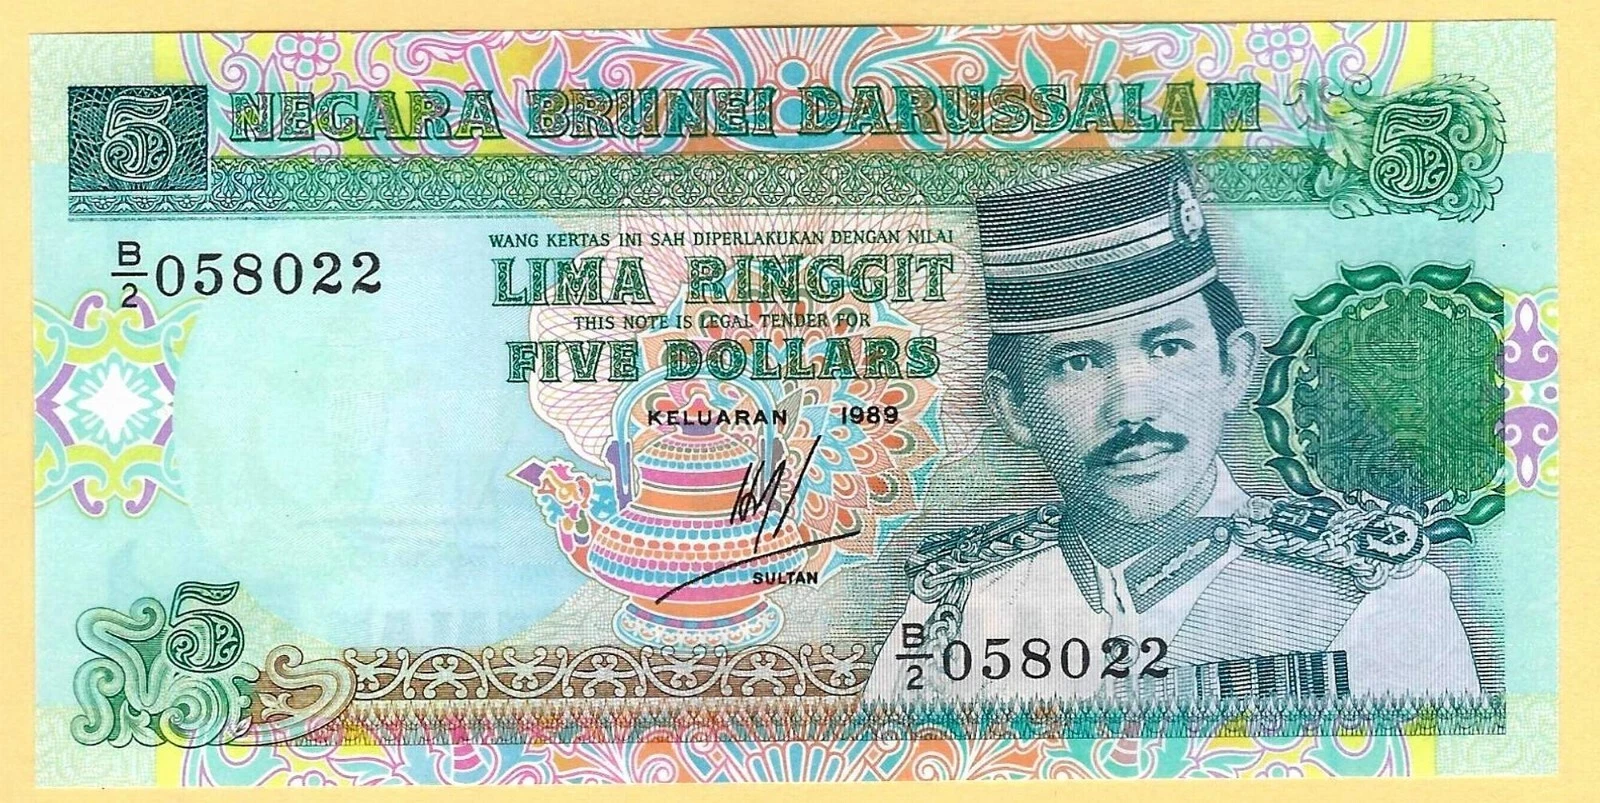 5 NEGARA BRUNEI DARUSSALAM 5
B/2 058022
WANG KERTAS INI SAH DIPERLAKUKAN DENGAN NILAI
LIMA RINGGIT
THIS NOTE IS LEGAL TENDER FOR
FIVE DOLLARS
KELUARAN 1989
SULTAN
5
B/2 058022